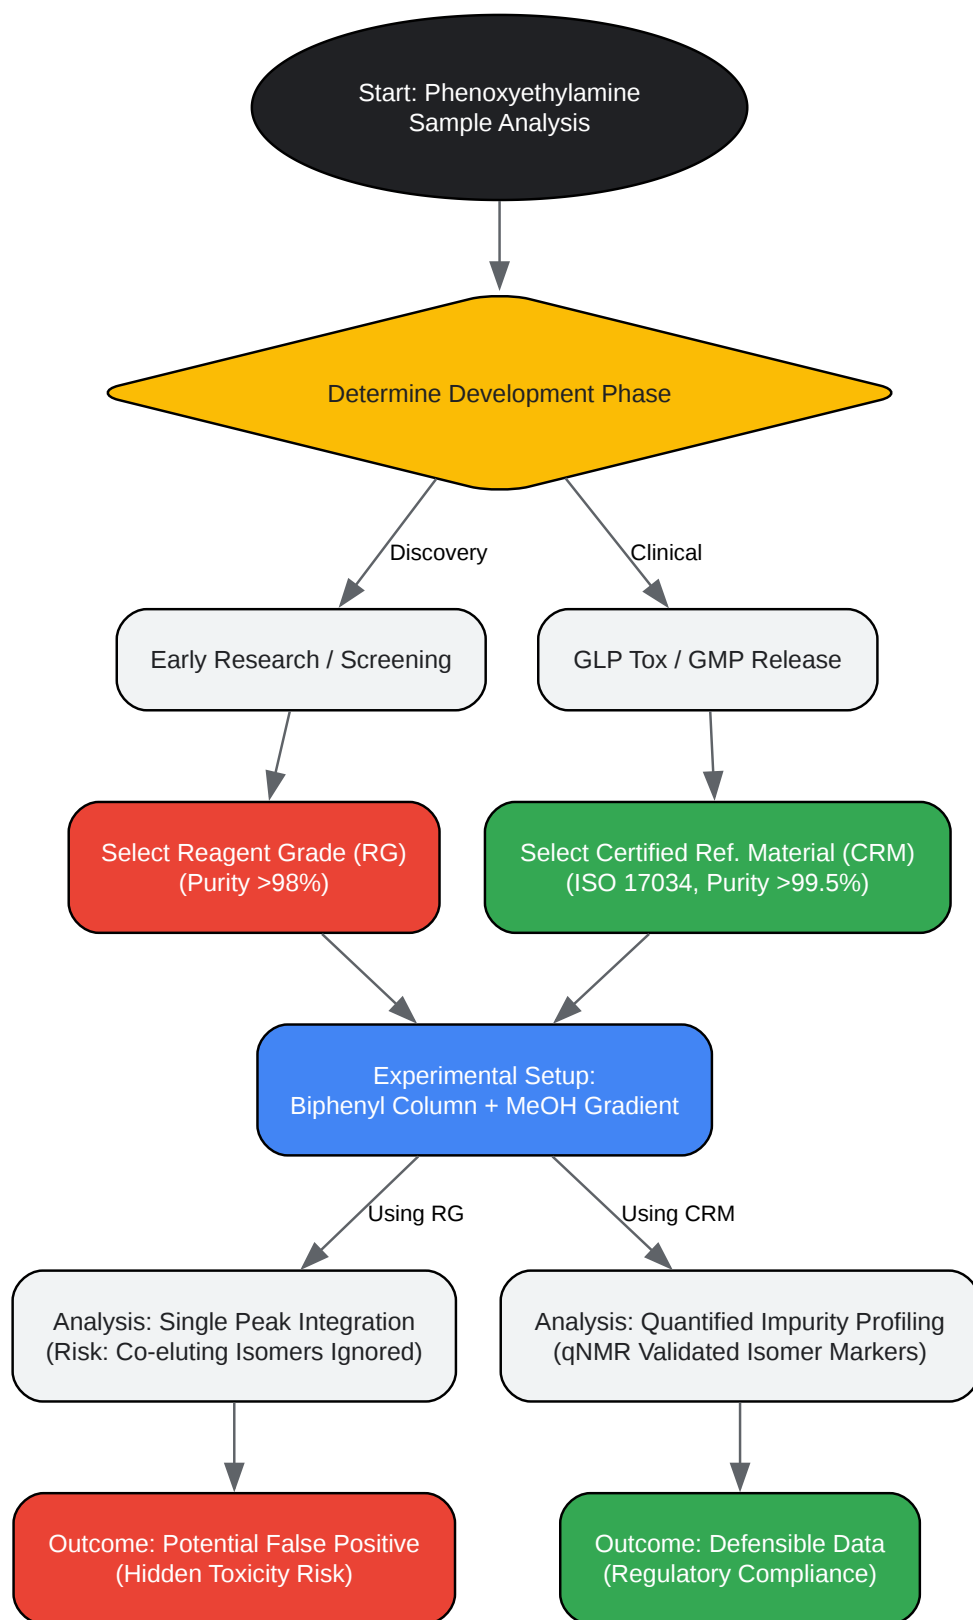 Start: Phenoxyethylamine
Sample Analysis
Determine Development Phase
Discovery
Clinical
Early Research / Screening
GLP Tox / GMP Release
Select Reagent Grade (RG)
(Purity >98%)
Select Certified Ref. Material (CRM)
(ISO 17034, Purity >99.5%)
Experimental Setup:
Biphenyl Column + MeOH Gradient
Using RG
Using CRM
Analysis: Single Peak Integration
(Risk: Co-eluting Isomers Ignored)
Analysis: Quantified Impurity Profiling
(qNMR Validated Isomer Markers)
Outcome: Potential False Positive
(Hidden Toxicity Risk)
Outcome: Defensible Data
(Regulatory Compliance)